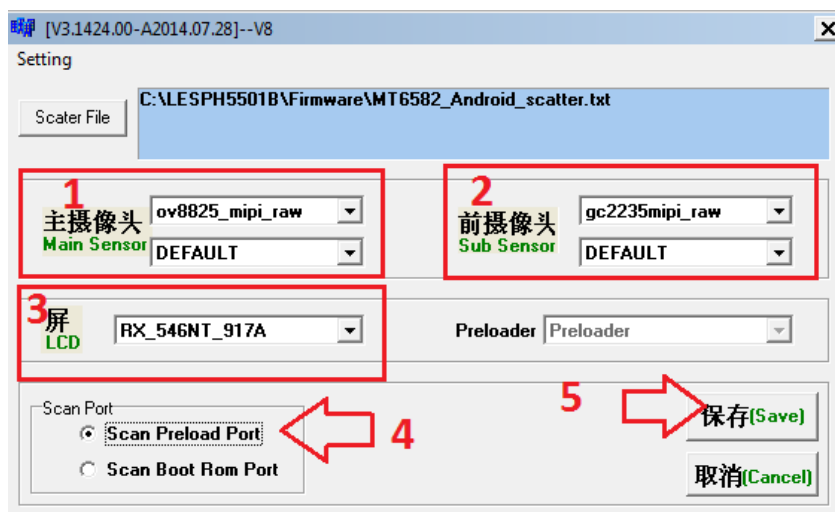 [V3.1424.00-A2014.07.28]--V8
Setting
Scater File
C:\LESPH5501B\Firmware\MT6582_Android_scatter.txt
1
主摄像头
Main Sensor
ov8825_mipi_raw
DEFAULT
2
前摄像头
Sub Sensor
gc2235mipi_raw
DEFAULT
3
屏
LCD
RX_546NT_917A
Preloader
Preloader
Scan Port
Scan Preload Port
Scan Boot Rom Port
4
5
保存(Save)
取消(Cancel)